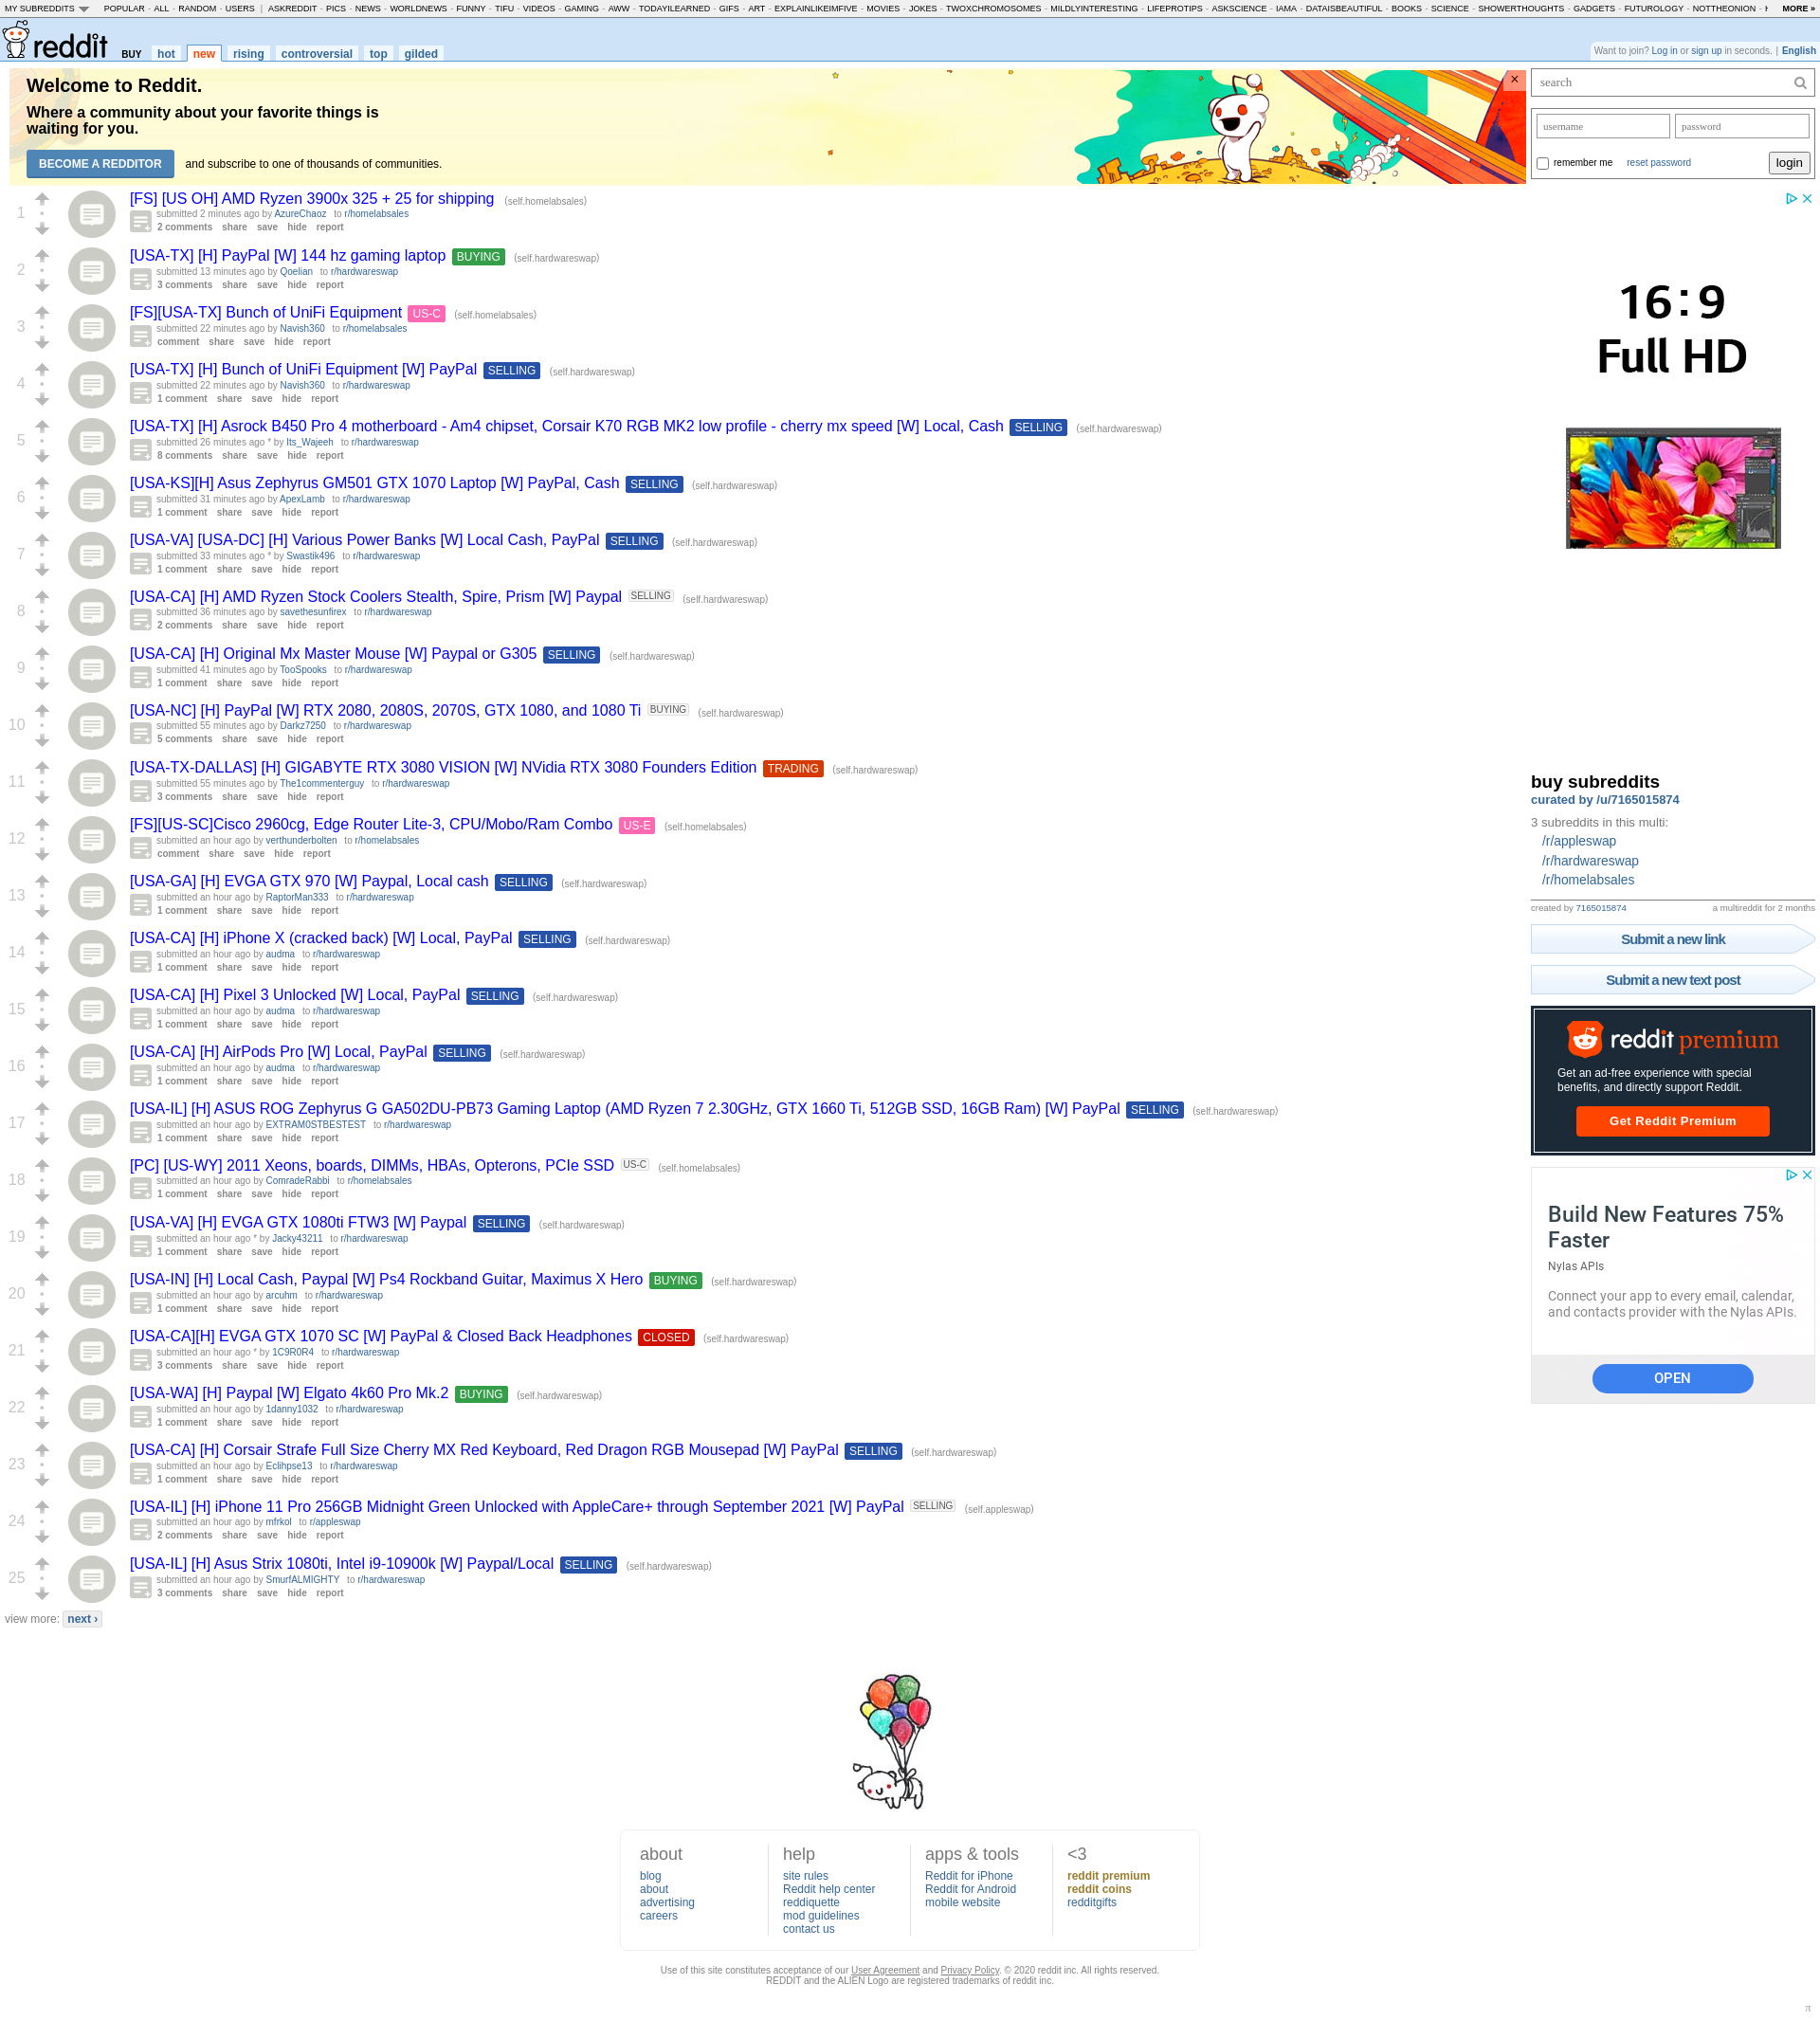 MY SUBREDDITS POPULAR - ALL - RANDOM - USERS | ASKREDDIT - PICS - NEWS - WORLDNEWS - FUNNY - TIFU - VIDEOS - GAMING - AWW - TODAYILEARNED - GIFS - ART - EXPLAINLIKEIMFIVE - MOVIES - JOKES - TWOXCHROMOSOMES - MILDLYINTERESTING - LIFEPROTIPS - ASKSCIENCE - IAMA - DATAISBEAUTIFUL - BOOKS - SCIENCE - SHOWERTHOUGHTS - GADGETS - FUTUROLOGY - NOTTHEONION - MORE »
reddit BUY hot new rising controversial top gilded
Want to join? Log in or sign up in seconds. | English
Welcome to Reddit.
Where a community about your favorite things is
waiting for you.
BECOME A REDDITOR and subscribe to one of thousands of communities.
×
search
username password
remember me reset password login
1 [FS] [US OH] AMD Ryzen 3900x 325 + 25 for shipping (self.homelabsales)
submitted 2 minutes ago by AzureChaoz to r/homelabsales
2 comments share save hide report
2 [USA-TX] [H] PayPal [W] 144 hz gaming laptop BUYING (self.hardwareswap)
submitted 13 minutes ago by Qoelian to r/hardwareswap
3 comments share save hide report
3 [FS][USA-TX] Bunch of UniFi Equipment US-C (self.homelabsales)
submitted 22 minutes ago by Navish360 to r/homelabsales
comment share save hide report
4 [USA-TX] [H] Bunch of UniFi Equipment [W] PayPal SELLING (self.hardwareswap)
submitted 22 minutes ago by Navish360 to r/hardwareswap
1 comment share save hide report
5 [USA-TX] [H] Asrock B450 Pro 4 motherboard - Am4 chipset, Corsair K70 RGB MK2 low profile - cherry mx speed [W] Local, Cash SELLING (self.hardwareswap)
submitted 26 minutes ago * by Its_Wajeeh to r/hardwareswap
8 comments share save hide report
6 [USA-KS][H] Asus Zephyrus GM501 GTX 1070 Laptop [W] PayPal, Cash SELLING (self.hardwareswap)
submitted 31 minutes ago by ApexLamb to r/hardwareswap
1 comment share save hide report
7 [USA-VA] [USA-DC] [H] Various Power Banks [W] Local Cash, PayPal SELLING (self.hardwareswap)
submitted 33 minutes ago * by Swastik496 to r/hardwareswap
1 comment share save hide report
8 [USA-CA] [H] AMD Ryzen Stock Coolers Stealth, Spire, Prism [W] Paypal SELLING (self.hardwareswap)
submitted 36 minutes ago by savethesunfirex to r/hardwareswap
2 comments share save hide report
9 [USA-CA] [H] Original Mx Master Mouse [W] Paypal or G305 SELLING (self.hardwareswap)
submitted 41 minutes ago by TooSpooks to r/hardwareswap
1 comment share save hide report
10 [USA-NC] [H] PayPal [W] RTX 2080, 2080S, 2070S, GTX 1080, and 1080 Ti BUYING (self.hardwareswap)
submitted 55 minutes ago by Darkz7250 to r/hardwareswap
5 comments share save hide report
11 [USA-TX-DALLAS] [H] GIGABYTE RTX 3080 VISION [W] NVidia RTX 3080 Founders Edition TRADING (self.hardwareswap)
submitted 55 minutes ago by The1commenterguy to r/hardwareswap
3 comments share save hide report
12 [FS][US-SC]Cisco 2960cg, Edge Router Lite-3, CPU/Mobo/Ram Combo US-E (self.homelabsales)
submitted an hour ago by verthunderbolten to r/homelabsales
comment share save hide report
13 [USA-GA] [H] EVGA GTX 970 [W] Paypal, Local cash SELLING (self.hardwareswap)
submitted an hour ago by RaptorMan333 to r/hardwareswap
1 comment share save hide report
14 [USA-CA] [H] iPhone X (cracked back) [W] Local, PayPal SELLING (self.hardwareswap)
submitted an hour ago by audma to r/hardwareswap
1 comment share save hide report
15 [USA-CA] [H] Pixel 3 Unlocked [W] Local, PayPal SELLING (self.hardwareswap)
submitted an hour ago by audma to r/hardwareswap
1 comment share save hide report
16 [USA-CA] [H] AirPods Pro [W] Local, PayPal SELLING (self.hardwareswap)
submitted an hour ago by audma to r/hardwareswap
1 comment share save hide report
17 [USA-IL] [H] ASUS ROG Zephyrus G GA502DU-PB73 Gaming Laptop (AMD Ryzen 7 2.30GHz, GTX 1660 Ti, 512GB SSD, 16GB Ram) [W] PayPal SELLING (self.hardwareswap)
submitted an hour ago by EXTRAM0STBESTEST to r/hardwareswap
1 comment share save hide report
18 [PC] [US-WY] 2011 Xeons, boards, DIMMs, HBAs, Opterons, PCIe SSD US-C (self.homelabsales)
submitted an hour ago by ComradeRabbi to r/homelabsales
1 comment share save hide report
19 [USA-VA] [H] EVGA GTX 1080ti FTW3 [W] Paypal SELLING (self.hardwareswap)
submitted an hour ago * by Jacky43211 to r/hardwareswap
1 comment share save hide report
20 [USA-IN] [H] Local Cash, Paypal [W] Ps4 Rockband Guitar, Maximus X Hero BUYING (self.hardwareswap)
submitted an hour ago by arcuhm to r/hardwareswap
1 comment share save hide report
21 [USA-CA][H] EVGA GTX 1070 SC [W] PayPal & Closed Back Headphones CLOSED (self.hardwareswap)
submitted an hour ago * by 1C9R0R4 to r/hardwareswap
3 comments share save hide report
22 [USA-WA] [H] Paypal [W] Elgato 4k60 Pro Mk.2 BUYING (self.hardwareswap)
submitted an hour ago by 1danny1032 to r/hardwareswap
1 comment share save hide report
23 [USA-CA] [H] Corsair Strafe Full Size Cherry MX Red Keyboard, Red Dragon RGB Mousepad [W] PayPal SELLING (self.hardwareswap)
submitted an hour ago by Eclihpse13 to r/hardwareswap
1 comment share save hide report
24 [USA-IL] [H] iPhone 11 Pro 256GB Midnight Green Unlocked with AppleCare+ through September 2021 [W] PayPal SELLING (self.appleswap)
submitted an hour ago by mfrkol to r/appleswap
2 comments share save hide report
25 [USA-IL] [H] Asus Strix 1080ti, Intel i9-10900k [W] Paypal/Local SELLING (self.hardwareswap)
submitted an hour ago by SmurfALMIGHTY to r/hardwareswap
3 comments share save hide report
view more: next ›
16:9
Full HD
buy subreddits
curated by /u/7165015874
3 subreddits in this multi:
/r/appleswap
/r/hardwareswap
/r/homelabsales
created by 7165015874 a multireddit for 2 months
Submit a new link
Submit a new text post
reddit premium
Get an ad-free experience with special
benefits, and directly support Reddit.
Get Reddit Premium
Build New Features 75%
Faster
Nylas APIs
Connect your app to every email, calendar,
and contacts provider with the Nylas APIs.
OPEN
about
blog
about
advertising
careers
help
site rules
Reddit help center
reddiquette
mod guidelines
contact us
apps & tools
Reddit for iPhone
Reddit for Android
mobile website
<3
reddit premium
reddit coins
redditgifts
Use of this site constitutes acceptance of our User Agreement and Privacy Policy. © 2020 reddit inc. All rights reserved.
REDDIT and the ALIEN Logo are registered trademarks of reddit inc.
π